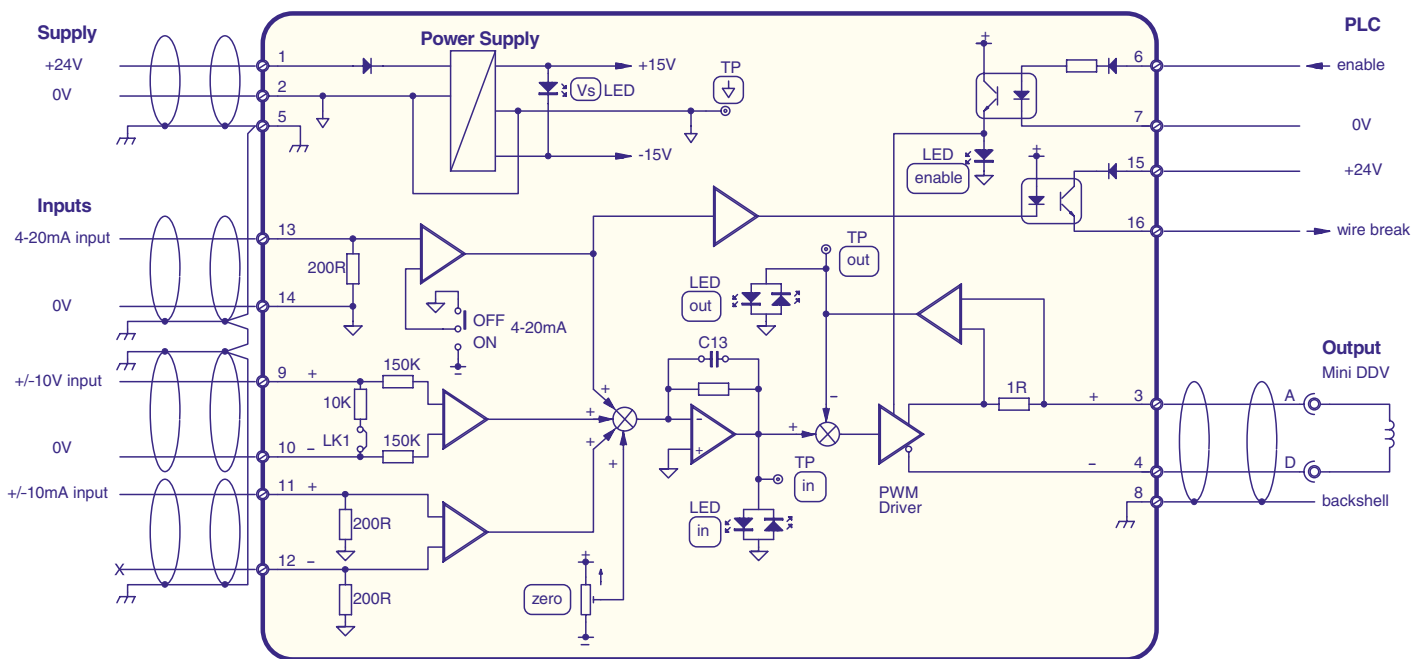 Supply
+24V
0V
1
2
5
Power Supply
+15V
Vs LED
-15V
TP
PLC
6
enable
7
0V
LED
enable
15
+24V
16
wire break
Inputs
4-20mA input
13
200R
0V
14
OFF
ON
4-20mA
TP
out
LED
out
+/-10V input
9 +
150K
10K
LK1
0V
10 –
150K
+/-10mA input
11 +
200R
12 –
200R
+
+
+
+
zero
C13
-
+
+
–
TP
in
LED
in
PWM
Driver
1R
+
3
–
4
8
Output
Mini DDV
A
D
backshell